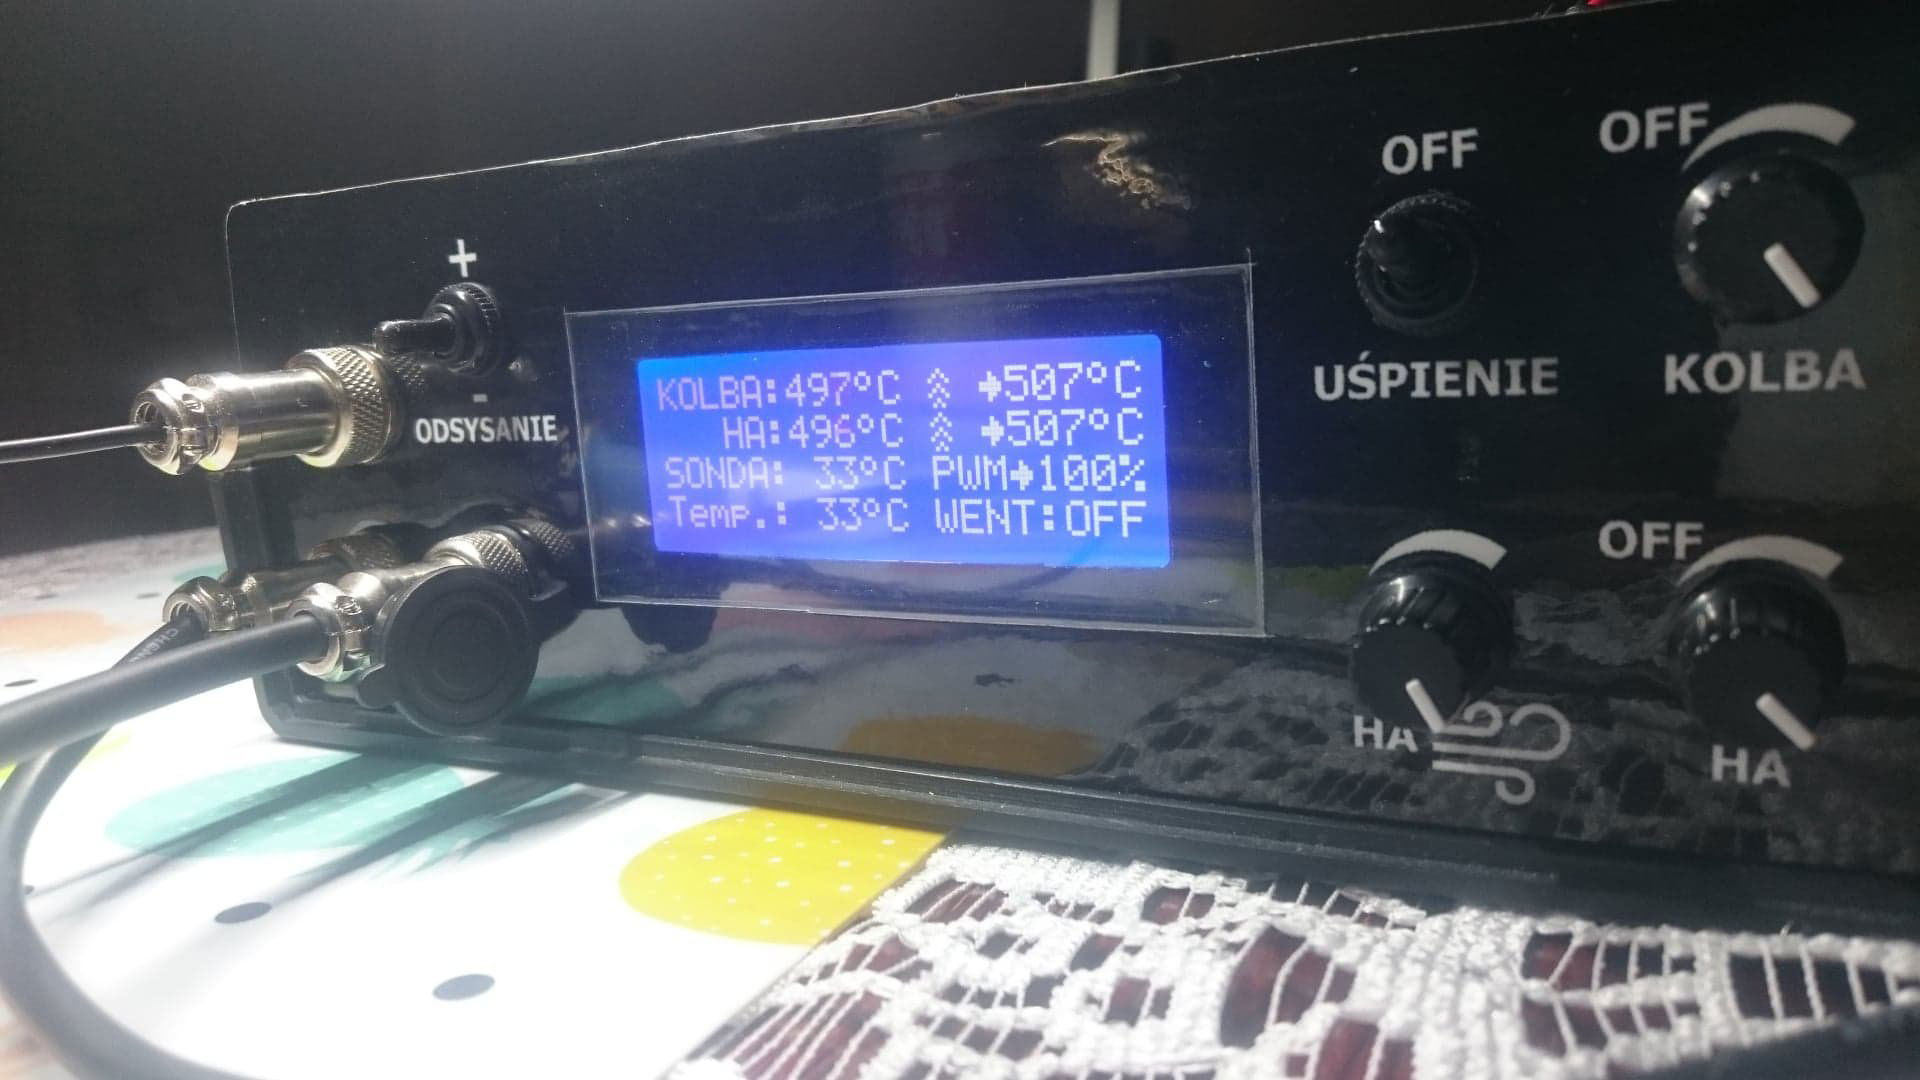 +
-
ODSYSANIE
KOLBA:497°C →507°C
HA:496°C →507°C
SONDA: 33°C PWM→100%
Temp.: 33°C WENT:OFF
OFF
UŚPIENIE
OFF
KOLBA
HA
OFF
HA